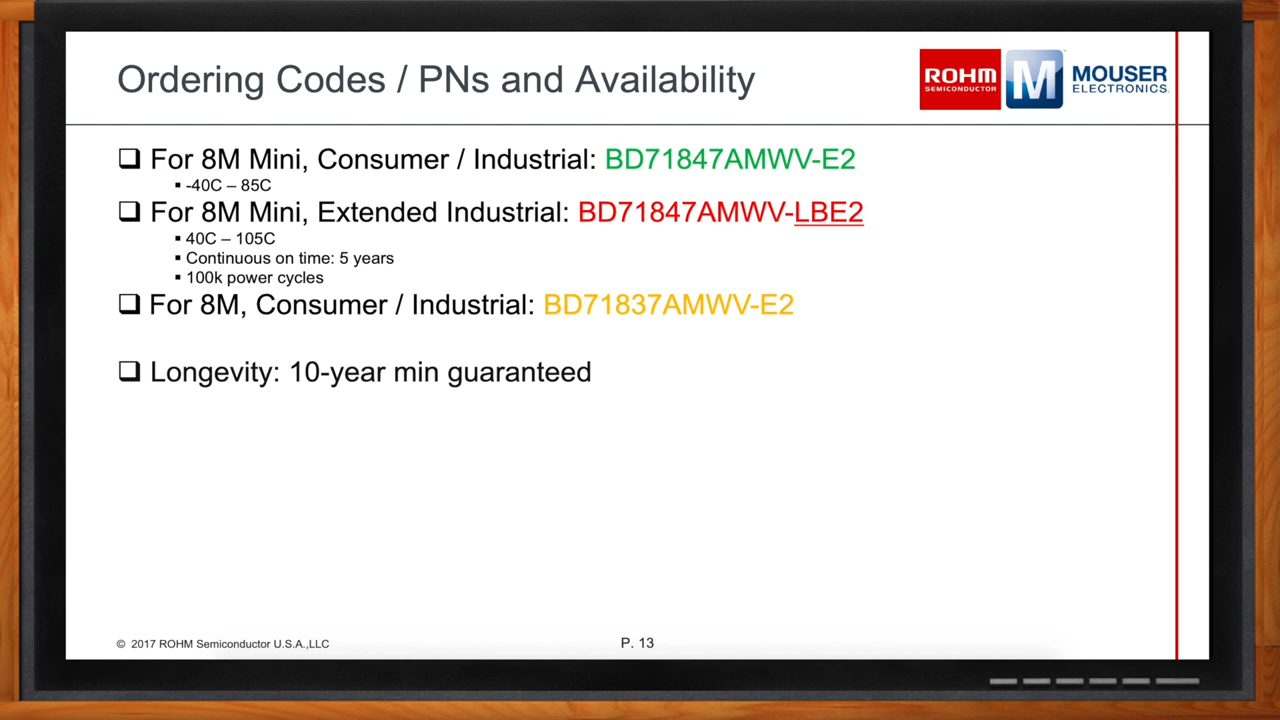 Ordering Codes / PNs and Availability
ROHM
SEMICONDUCTOR
M
MOUSER
ELECTRONICS
For 8M Mini, Consumer / Industrial: BD71847AMWV-E2
-40C – 85C
For 8M Mini, Extended Industrial: BD71847AMWV-LBE2
40C – 105C
Continuous on time: 5 years
100k power cycles
For 8M, Consumer / Industrial: BD71837AMWV-E2
Longevity: 10-year min guaranteed
© 2017 ROHM Semiconductor U.S.A.,LLC
P. 13